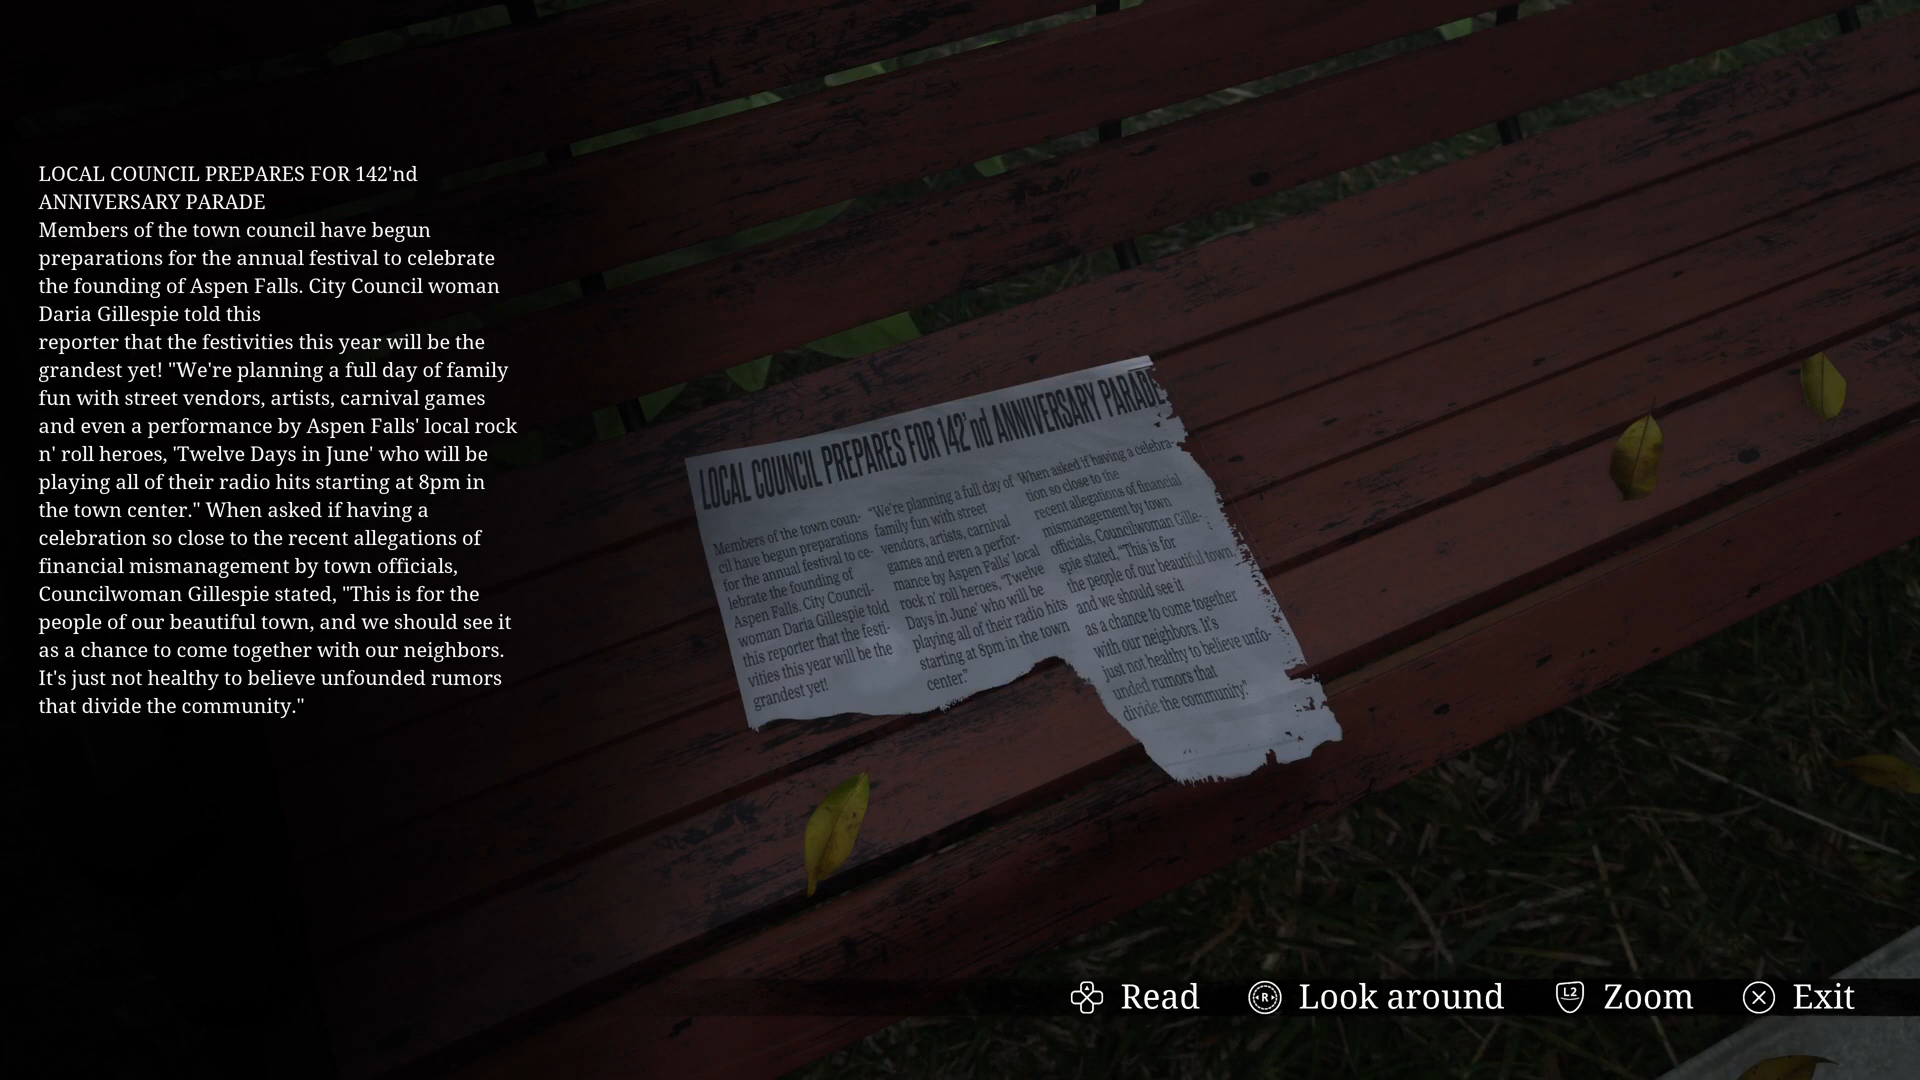 LOCAL COUNCIL PREPARES FOR 142'nd
ANNIVERSARY PARADE
Members of the town council have begun
preparations for the annual festival to celebrate
the founding of Aspen Falls. City Council woman
Daria Gillespie told this
reporter that the festivities this year will be the
grandest yet! "We're planning a full day of family
fun with street vendors, artists, carnival games
and even a performance by Aspen Falls' local rock
n' roll heroes, 'Twelve Days in June' who will be
playing all of their radio hits starting at 8pm in
the town center." When asked if having a
celebration so close to the recent allegations of
financial mismanagement by town officials,
Councilwoman Gillespie stated, "This is for the
people of our beautiful town, and we should see it
as a chance to come together with our neighbors.
It's just not healthy to believe unfounded rumors
that divide the community."
LOCAL COUNCIL PREPARES FOR 142'nd ANNIVERSARY PARADE
Members of the town coun-
cil have begun preparations
for the annual festival to ce-
lebrate the founding of
Aspen Falls. City Council-
woman Daria Gillespie told
this reporter that the festi-
vities this year will be the
grandest yet!
"We're planning a full day of
family fun with street
vendors, artists, carnival
games and even a perfor-
mance by Aspen Falls' local
rock n' roll heroes, 'Twelve
Days in June' who will be
playing all of their radio hits
starting at 8pm in the town
center."
When asked if having a celebra-
tion so close to the
recent allegations of financial
mismanagement by town
officials, Councilwoman Gille-
spie stated, "This is for
the people of our beautiful town,
and we should see it
as a chance to come together
with our neighbors. It's
just not healthy to believe unfo-
unded rumors that
divide the community."
Read
R Look around
L2 Zoom
Exit